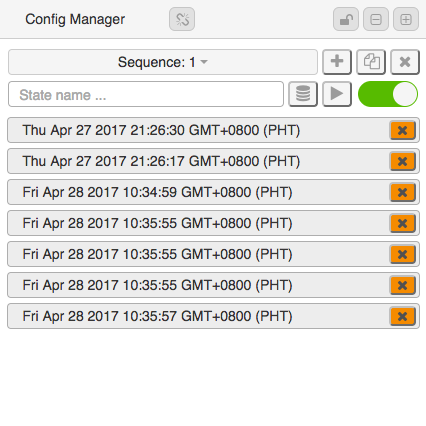 Config Manager
Sequence: 1
State name ...
Thu Apr 27 2017 21:26:30 GMT+0800 (PHT)
Thu Apr 27 2017 21:26:17 GMT+0800 (PHT)
Fri Apr 28 2017 10:34:59 GMT+0800 (PHT)
Fri Apr 28 2017 10:35:55 GMT+0800 (PHT)
Fri Apr 28 2017 10:35:55 GMT+0800 (PHT)
Fri Apr 28 2017 10:35:55 GMT+0800 (PHT)
Fri Apr 28 2017 10:35:57 GMT+0800 (PHT)